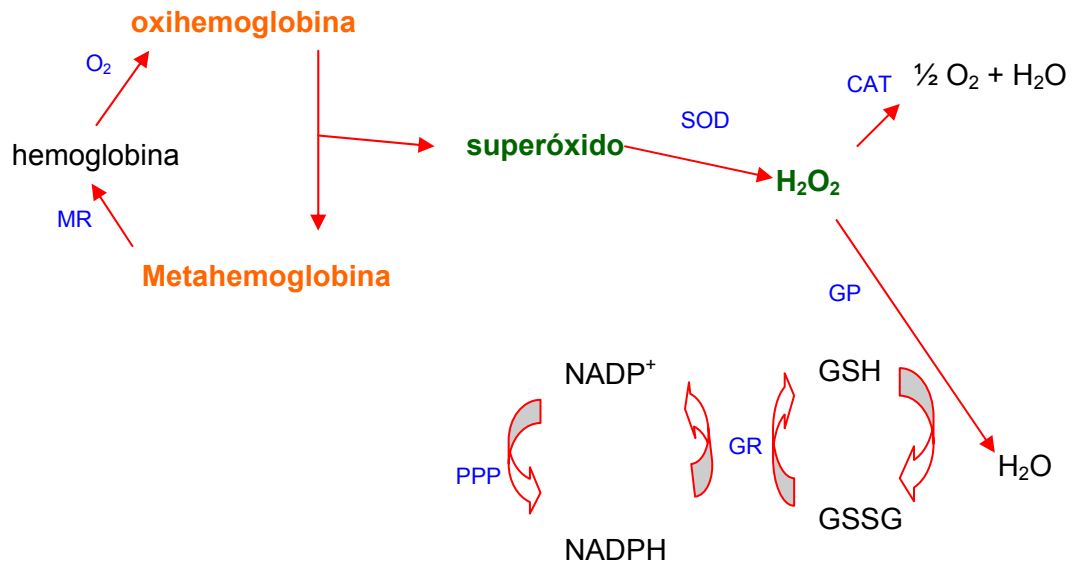 oxihemoglobina
O₂
CAT
½ O₂ + H₂O
SOD
superóxido
hemoglobina
H₂O₂
MR
Metahemoglobina
GP
NADP⁺
GSH
GR
PPP
H₂O
GSSG
NADPH